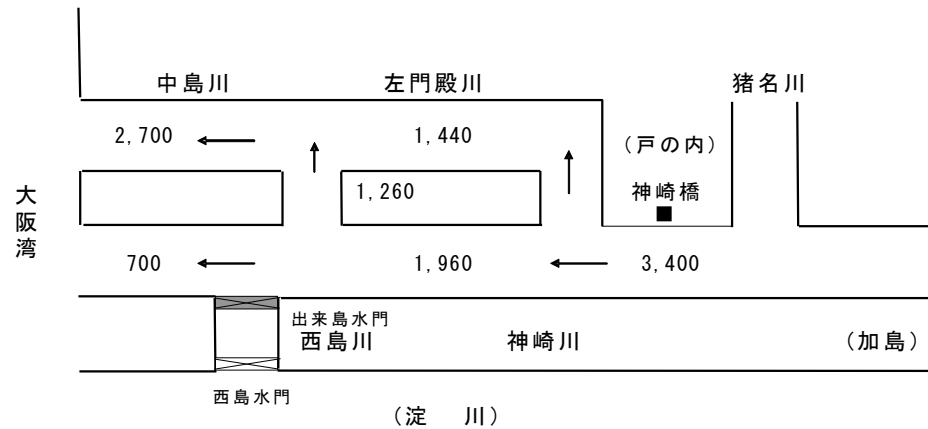 中島川
左門殿川
猪名川
2,700
1,440
(戸の内)
1,260
神崎橋
大阪湾
700
1,960
3,400
出来島水門
西島川
神崎川
(加島)
西島水門
(淀 川)